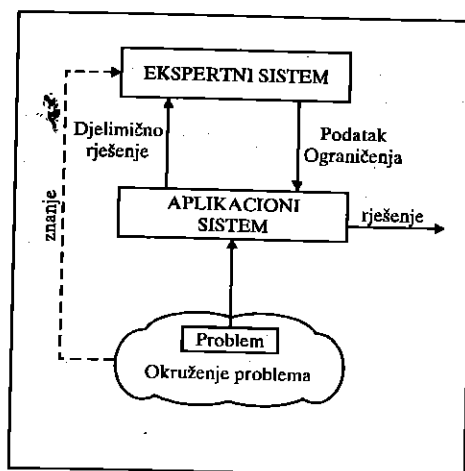 EKSPERTNI SISTEM
Djelimično
rješenje
Podatak
Ograničenja
znanje
APLIKACIONI
SISTEM
rješenje
Problem
Okruženje problema